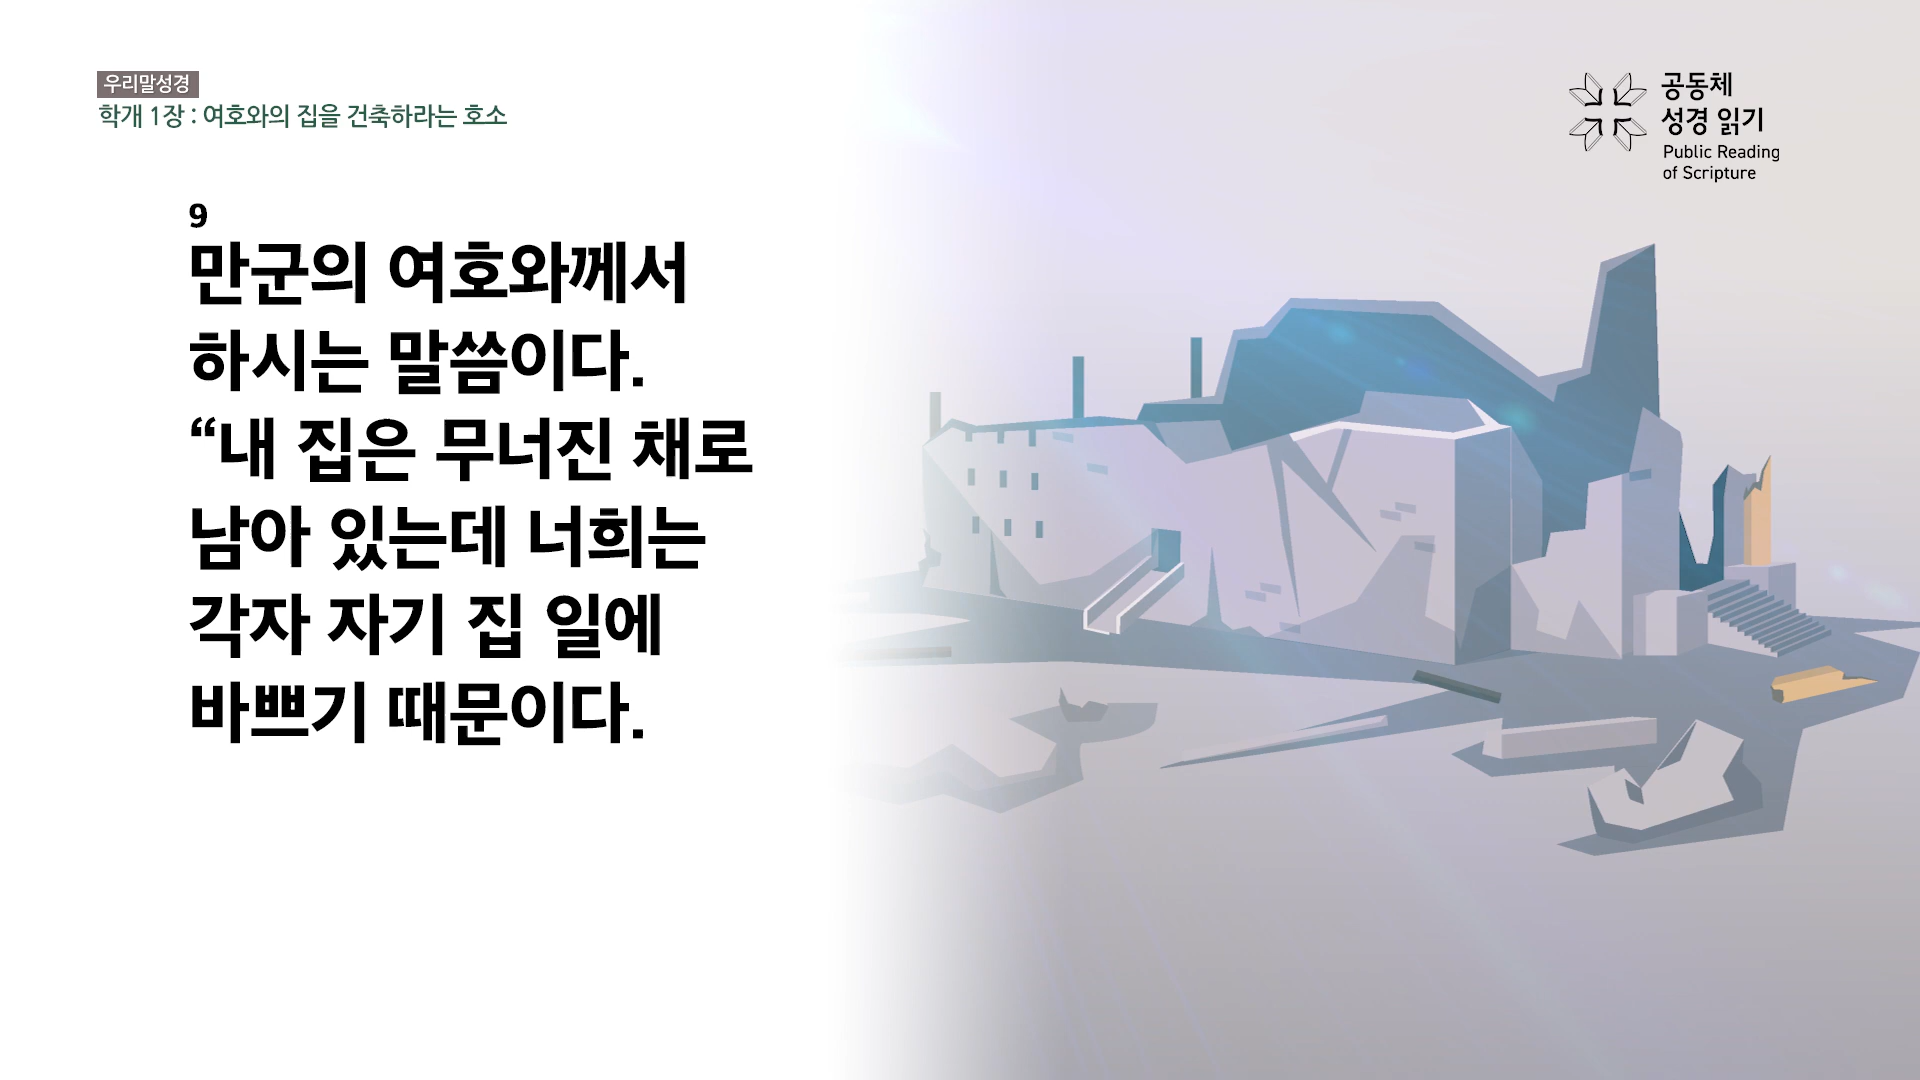 우리말성경
학개 1장 : 여호와의 집을 건축하라는 호소
공동체
성경 읽기
Public Reading
of Scripture
9
만군의 여호와께서
하시는 말씀이다.
“내 집은 무너진 채로
남아 있는데 너희는
각자 자기 집 일에
바쁘기 때문이다.